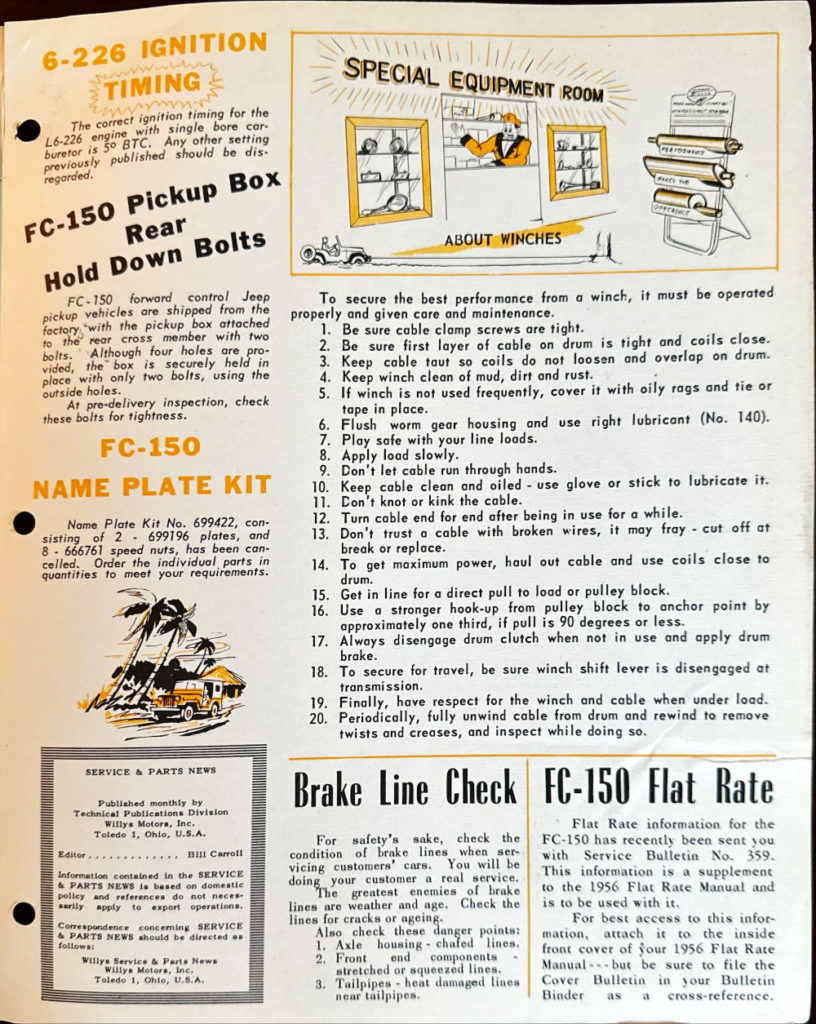 6-226 IGNITION
TIMING
The correct ignition timing for the
L6-226 engine with single bore car-
buretor is 5° BTC. Any other setting
previously published should be dis-
regarded.
FC-150 Pickup Box
Rear
Hold Down Bolts
FC-150 forward control Jeep
pickup vehicles are shipped from the
factory, with the pickup box attached
to the rear cross member with two
bolts. Although four holes are pro-
vided, the box is securely held in
place with only two bolts, using the
outside holes.
At pre-delivery inspection, check
these bolts for tightness.
FC-150
NAME PLATE KIT
Name Plate Kit No. 699422, con-
sisting of 2 - 699196 plates, and
8 - 666761 speed nuts, has been can-
celled. Order the individual parts in
quantities to meet your requirements.
SERVICE & PARTS NEWS
Published monthly by
Technical Publications Division
Willys Motors, Inc.
Toledo 1, Ohio, U.S.A.
Editor . . . . . . . . . . . . . Bill Carroll
Information contained in the SERVICE
& PARTS NEWS is based on domestic
policy and references do not neces-
sarily apply to export operations.
Correspondence concerning SERVICE
& PARTS NEWS should be directed as
follows:
Willys Service & Parts News
Willys Motors, Inc.
Toledo 1, Ohio, U.S.A.
SPECIAL EQUIPMENT ROOM
PERFORMANCE
MAKES THE
DIFFERENCE
ABOUT WINCHES
To secure the best performance from a winch, it must be operated
properly and given care and maintenance.
1. Be sure cable clamp screws are tight.
2. Be sure first layer of cable on drum is tight and coils close.
3. Keep cable taut so coils do not loosen and overlap on drum.
4. Keep winch clean of mud, dirt and rust.
5. If winch is not used frequently, cover it with oily rags and tie or
tape in place.
6. Flush worm gear housing and use right lubricant (No. 140).
7. Play safe with your line loads.
8. Apply load slowly.
9. Don't let cable run through hands.
10. Keep cable clean and oiled - use glove or stick to lubricate it.
11. Don't knot or kink the cable.
12. Turn cable end for end after being in use for a while.
13. Don't trust a cable with broken wires, it may fray - cut off at
break or replace.
14. To get maximum power, haul out cable and use coils close to
drum.
15. Get in line for a direct pull to load or pulley block.
16. Use a stronger hook-up from pulley block to anchor point by
approximately one third, if pull is 90 degrees or less.
17. Always disengage drum clutch when not in use and apply drum
brake.
18. To secure for travel, be sure winch shift lever is disengaged at
transmission.
19. Finally, have respect for the winch and cable when under load.
20. Periodically, fully unwind cable from drum and rewind to remove
twists and creases, and inspect while doing so.
Brake Line Check
For safety's sake, check the
condition of brake lines when ser-
vicing customers' cars. You will be
doing your customer a real service.
The greatest enemies of brake
lines are weather and age. Check the
lines for cracks or ageing.
Also check these danger points:
1. Axle housing - chafed lines.
2. Front end components -
stretched or squeezed lines.
3. Tailpipes - heat damaged lines
near tailpipes.
FC-150 Flat Rate
Flat Rate information for the
FC-150 has recently been sent you
with Service Bulletin No. 359.
This information is a supplement
to the 1956 Flat Rate Manual and
is to be used with it.
For best access to this infor-
mation, attach it to the inside
front cover of your 1956 Flat Rate
Manual---but be sure to file the
Cover Bulletin in your Bulletin
Binder as a cross-reference.